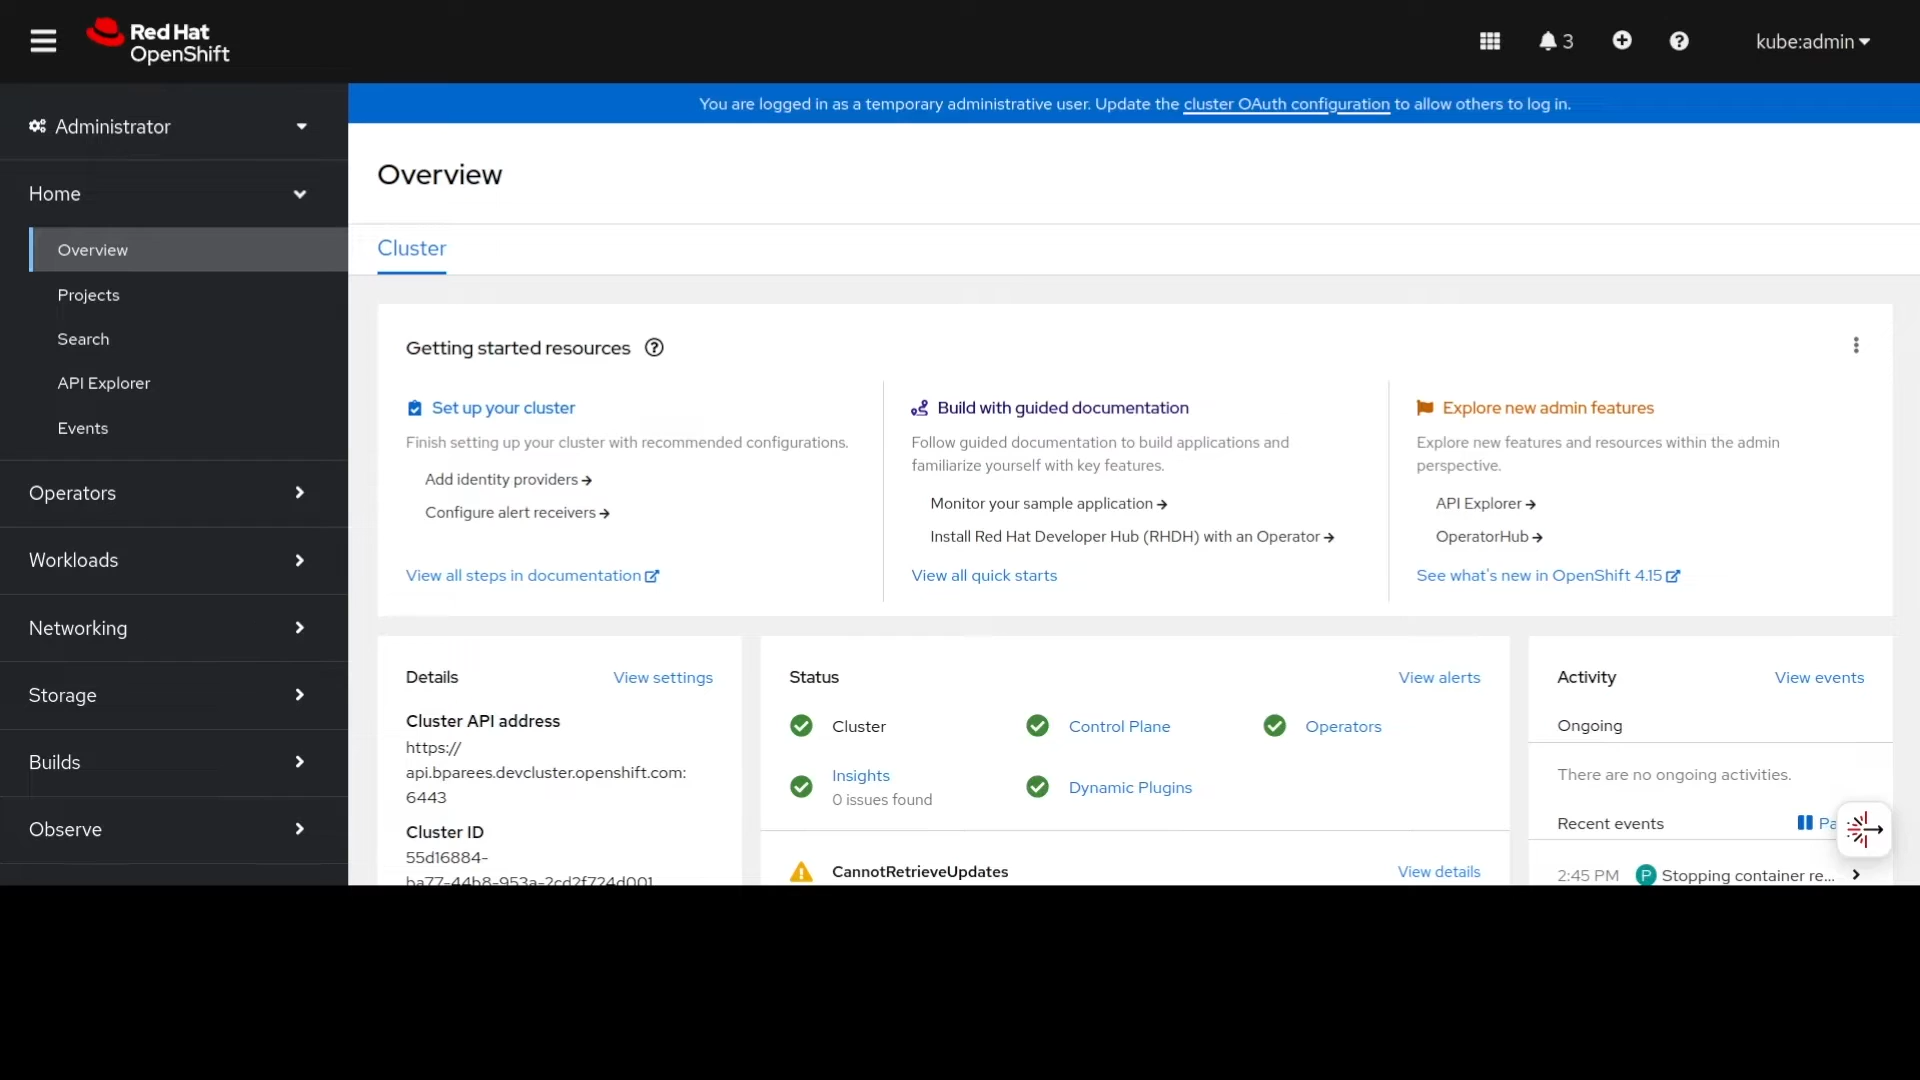 Red Hat
OpenShift
3
kube:admin
Administrator
Home
Overview
Projects
Search
API Explorer
Events
Operators
Workloads
Networking
Storage
Builds
Observe
You are logged in as a temporary administrative user. Update the cluster OAuth configuration to allow others to log in.
Overview
Cluster
Getting started resources
Set up your cluster
Finish setting up your cluster with recommended configurations.
Add identity providers
Configure alert receivers
View all steps in documentation
Build with guided documentation
Follow guided documentation to build applications and
familiarize yourself with key features.
Monitor your sample application
Install Red Hat Developer Hub (RHDH) with an Operator
View all quick starts
Explore new admin features
Explore new features and resources within the admin
perspective.
API Explorer
OperatorHub
See what's new in OpenShift 4.15
Details
View settings
Cluster API address
https://
api.bparees.devcluster.openshift.com:
6443
Cluster ID
55d16884-
ba77-44b8-953a-2cd2f724d001
Status
View alerts
Cluster
Control Plane
Operators
Insights
0 issues found
Dynamic Plugins
CannotRetrieveUpdates
View details
Activity
View events
Ongoing
There are no ongoing activities.
Recent events
Pa
2:45 PM
P
Stopping container re...